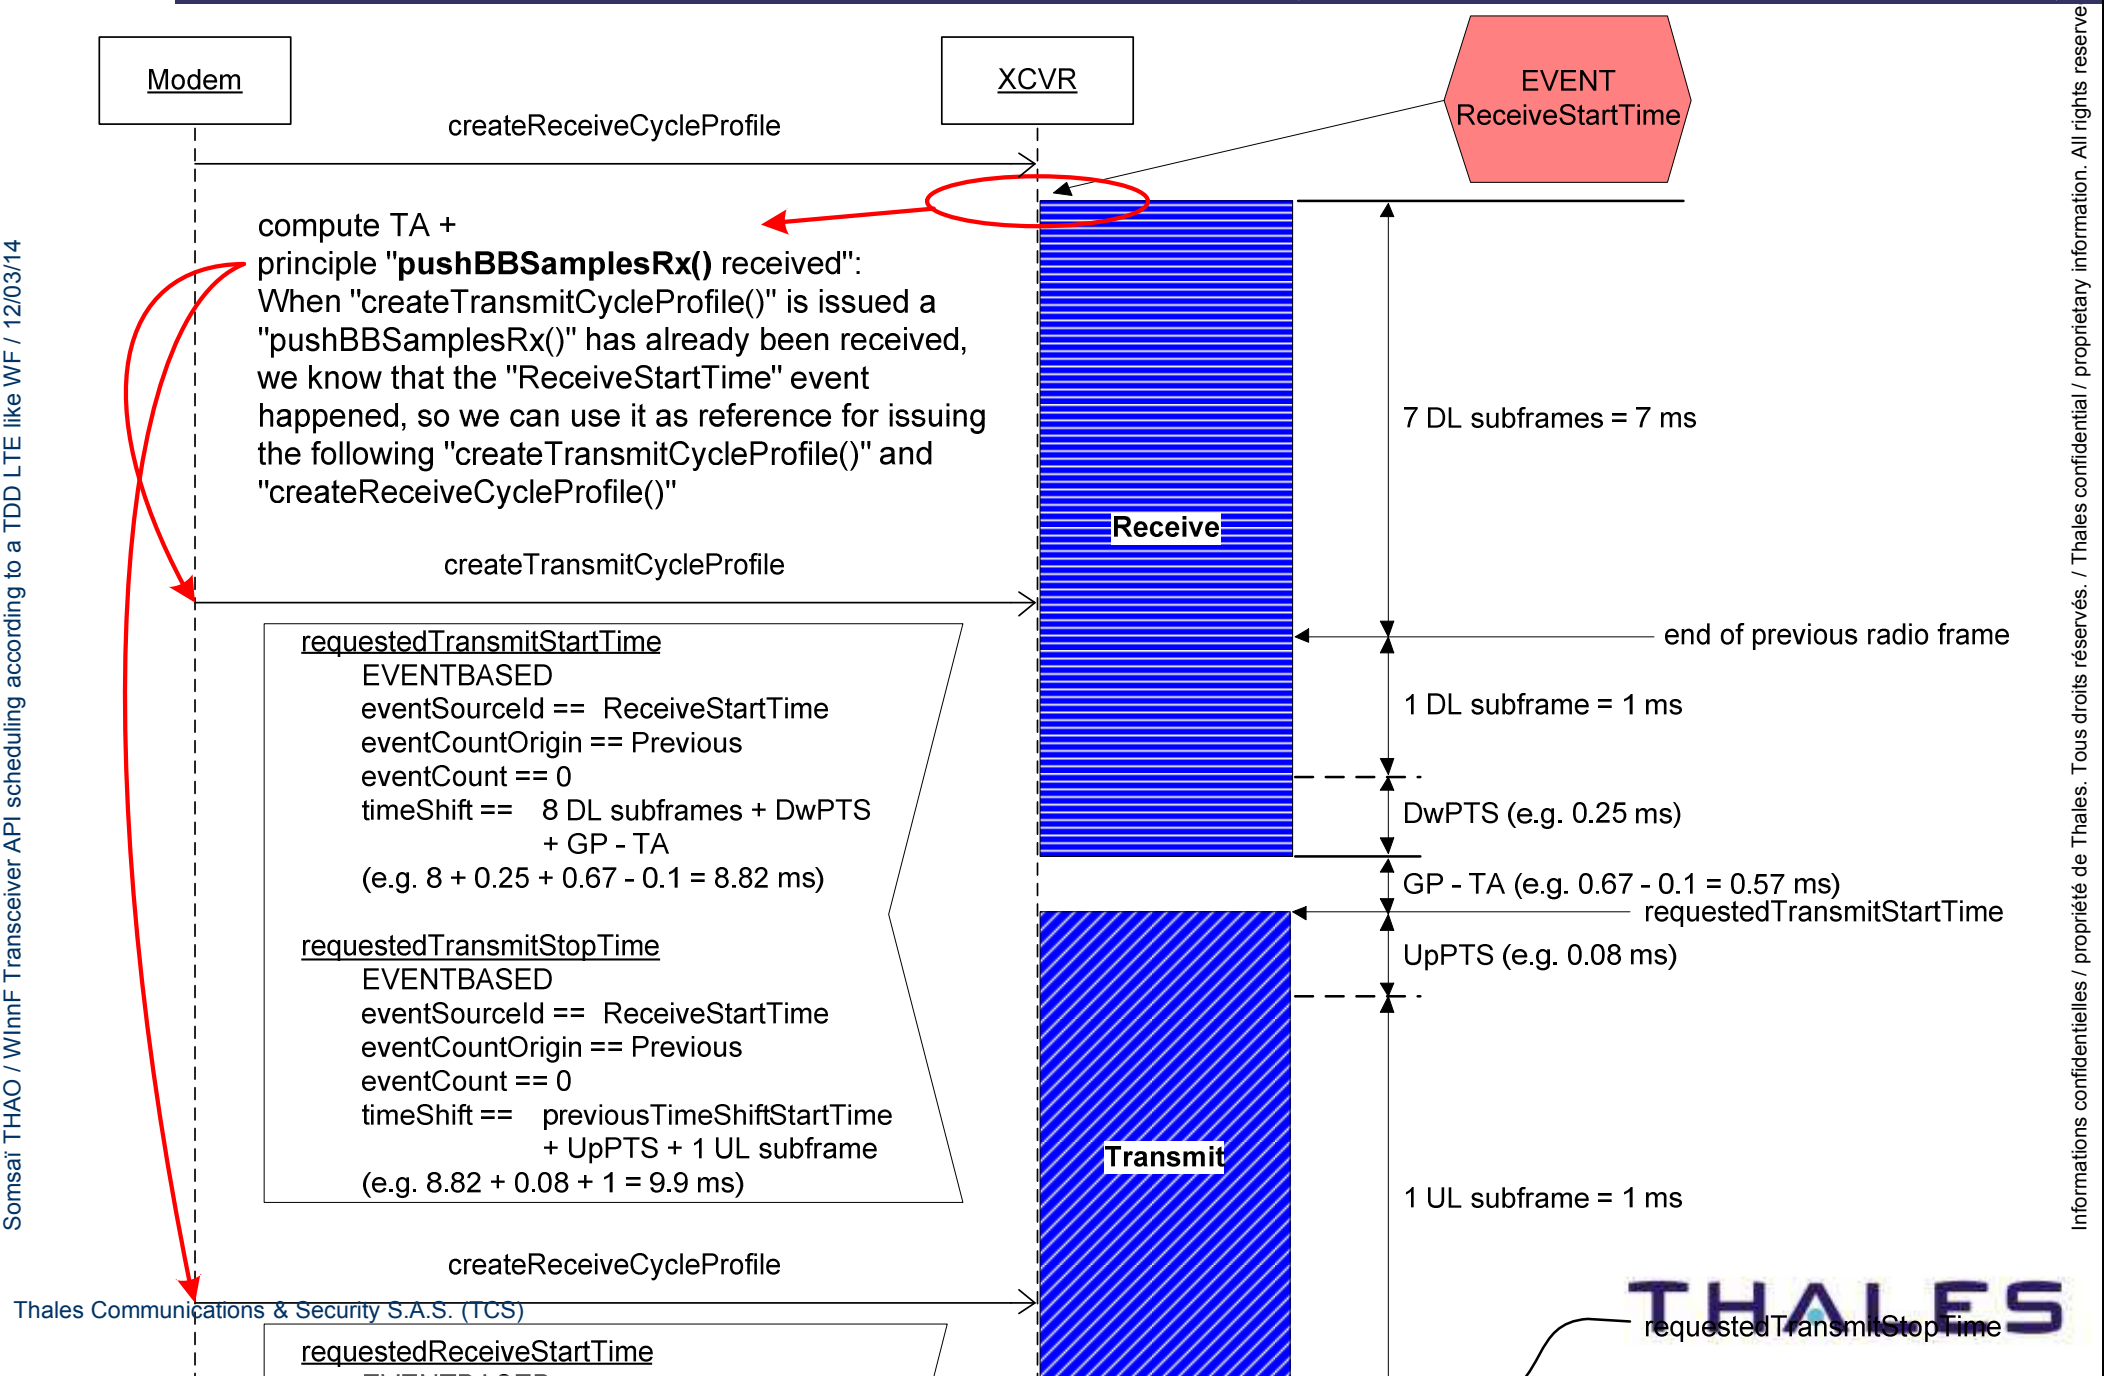 Modem
XCVR
EVENT
ReceiveStartTime
createReceiveCycleProfile
compute TA +
principle "pushBBSamplesRx() received":
When "createTransmitCycleProfile()" is issued a
"pushBBSamplesRx()" has already been received,
we know that the "ReceiveStartTime" event
happened, so we can use it as reference for issuing
the following "createTransmitCycleProfile()" and
"createReceiveCycleProfile()"
7 DL subframes = 7 ms
Receive
createTransmitCycleProfile
end of previous radio frame
requestedTransmitStartTime
EVENTBASED
eventSourceId == ReceiveStartTime
eventCountOrigin == Previous
eventCount == 0
timeShift == 8 DL subframes + DwPTS
+ GP - TA
(e.g. 8 + 0.25 + 0.67 - 0.1 = 8.82 ms)
1 DL subframe = 1 ms
DwPTS (e.g. 0.25 ms)
GP - TA (e.g. 0.67 - 0.1 = 0.57 ms)
requestedTransmitStartTime
UpPTS (e.g. 0.08 ms)
requestedTransmitStopTime
EVENTBASED
eventSourceId == ReceiveStartTime
eventCountOrigin == Previous
eventCount == 0
timeShift == previousTimeShiftStartTime
+ UpPTS + 1 UL subframe
(e.g. 8.82 + 0.08 + 1 = 9.9 ms)
Transmit
1 UL subframe = 1 ms
createReceiveCycleProfile
THALES
requestedTransmitStopTime
Thales Communications & Security S.A.S. (TCS)
requestedReceiveStartTime
Somsaï THAO / WInnF Transceiver API scheduling according to a TDD LTE like WF / 12/03/14
Informations confidentielles / propriété de Thales. Tous droits réservés. / Thales confidential / proprietary information. All rights reserve